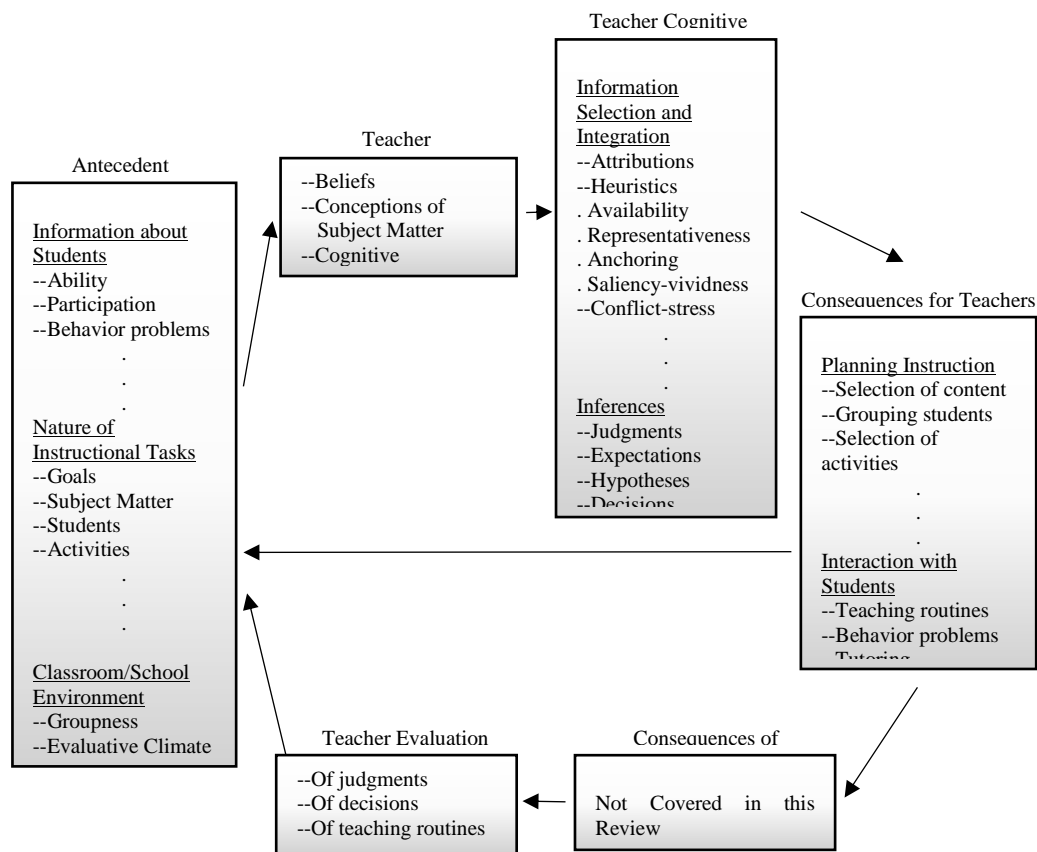 Teacher Cognitive
Information
Selection and
Integration
--Attributions
--Heuristics
. Availability
. Representativeness
. Anchoring
. Saliency-vividness
--Conflict-stress
.
.
.
Inferences
--Judgments
--Expectations
--Hypotheses
--Decisions
Teacher
--Beliefs
--Conceptions of
Subject Matter
--Cognitive
Antecedent
Information about
Students
--Ability
--Participation
--Behavior problems
.
.
.
Nature of
Instructional Tasks
--Goals
--Subject Matter
--Students
--Activities
.
.
.
Classroom/School
Environment
--Groupness
--Evaluative Climate
Consequences for Teachers
Planning Instruction
--Selection of content
--Grouping students
--Selection of
activities
.
.
.
Interaction with
Students
--Teaching routines
--Behavior problems
--Tutoring
Teacher Evaluation
--Of judgments
--Of decisions
--Of teaching routines
Consequences of
Not Covered in this
Review